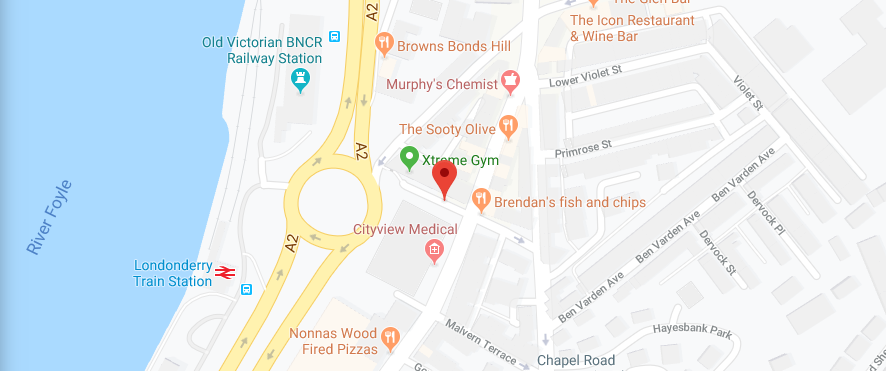 The Glen Bar
The Icon Restaurant
& Wine Bar
A2
Old Victorian BNCR
Railway Station
Browns Bonds Hill
Murphy's Chemist
Lower Violet St
Violet St
The Sooty Olive
Primrose St
A2
Xtreme Gym
Ben Varden Ave
River Foyle
Brendan's fish and chips
Dervock Pl
Ben Varden Ave
Cityview Medical
A2
Dervock St
Londonderry
Train Station
Ben Varden Ave
Nonnas Wood
Fired Pizzas
Malvern Terrace
Hayesbank Park
Chapel Road